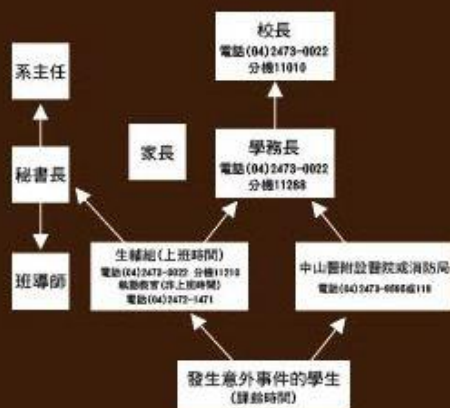 校長
電話(04)2473-0022
分機11010
系主任
家長
學務長
電話(04)2473-0022
分機11288
秘書長
班導師
生輔組(上班時間)
電話(04)2473-0022 分機11210
執勤教官(非上班時間)
電話(04)2472-1471
中山醫附設醫院或消防局
電話(04)2473-9595或119
發生意外事件的學生
(課餘時間)